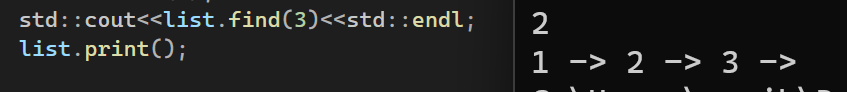 std::cout<<list.find(3)<<std::endl;
list.print();
2
1 -> 2 -> 3 ->